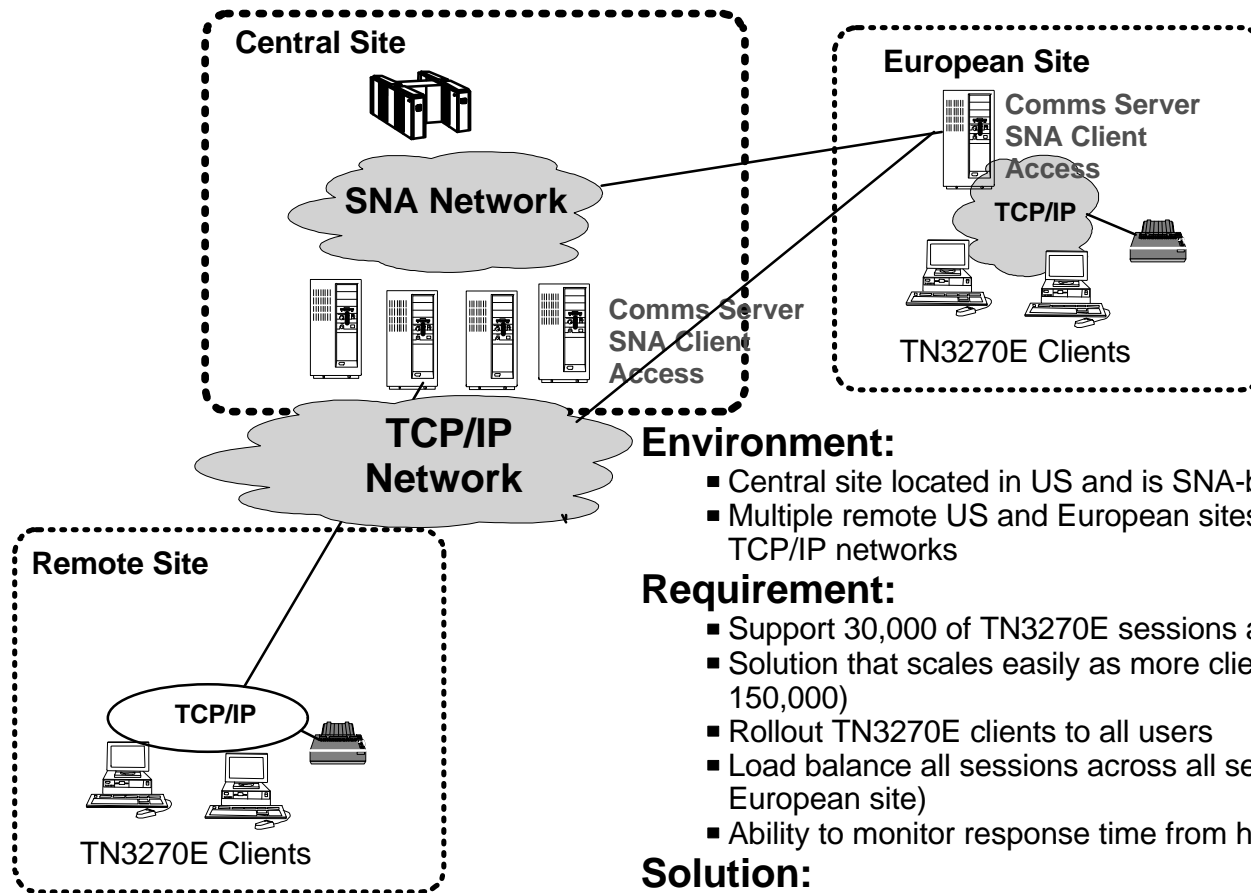 Central Site
SNA Network
Comms Server
SNA Client
Access
TCP/IP
Network
European Site
Comms Server
SNA Client
Access
TCP/IP
TN3270E Clients
Remote Site
TCP/IP
TN3270E Clients
Environment:
Central site located in US and is SNA-
Multiple remote US and European sites
TCP/IP networks
Requirement:
Support 30,000 of TN3270E sessions
Solution that scales easily as more
150,000)
Rollout TN3270E clients to all users
Load balance all sessions across all
European site)
Ability to monitor response time from
Solution: